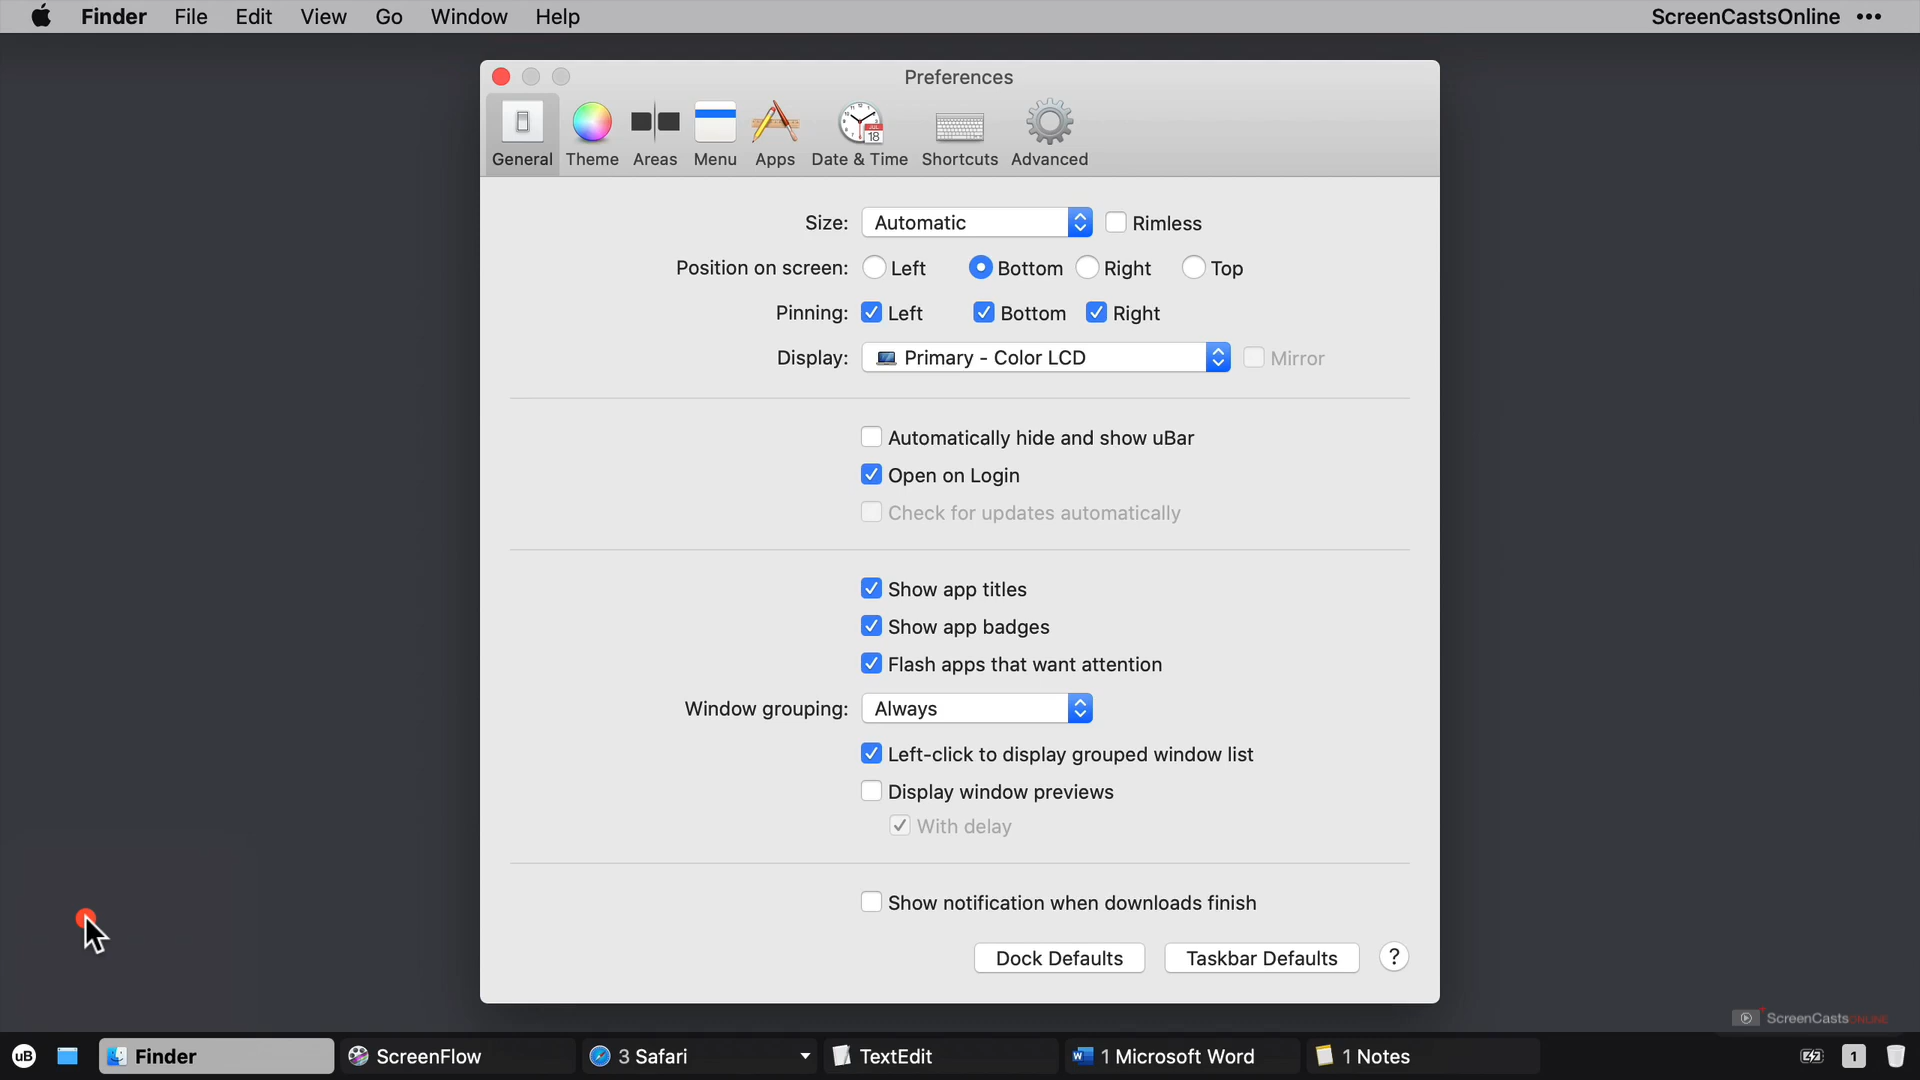 Finder File Edit View Go Window Help ScreenCastsOnline •••
Preferences
General Theme Areas Menu Apps Date & Time Shortcuts Advanced
JUL
18
Size: Automatic Rimless
Position on screen: Left Bottom Right Top
Pinning: Left Bottom Right
Display: Primary - Color LCD Mirror
Automatically hide and show uBar
Open on Login
Check for updates automatically
Show app titles
Show app badges
Flash apps that want attention
Window grouping: Always
Left-click to display grouped window list
Display window previews
With delay
Show notification when downloads finish
Dock Defaults Taskbar Defaults ?
ScreenCastsONLINE
uB Finder ScreenFlow 3 Safari TextEdit W 1 Microsoft Word 1 Notes 1